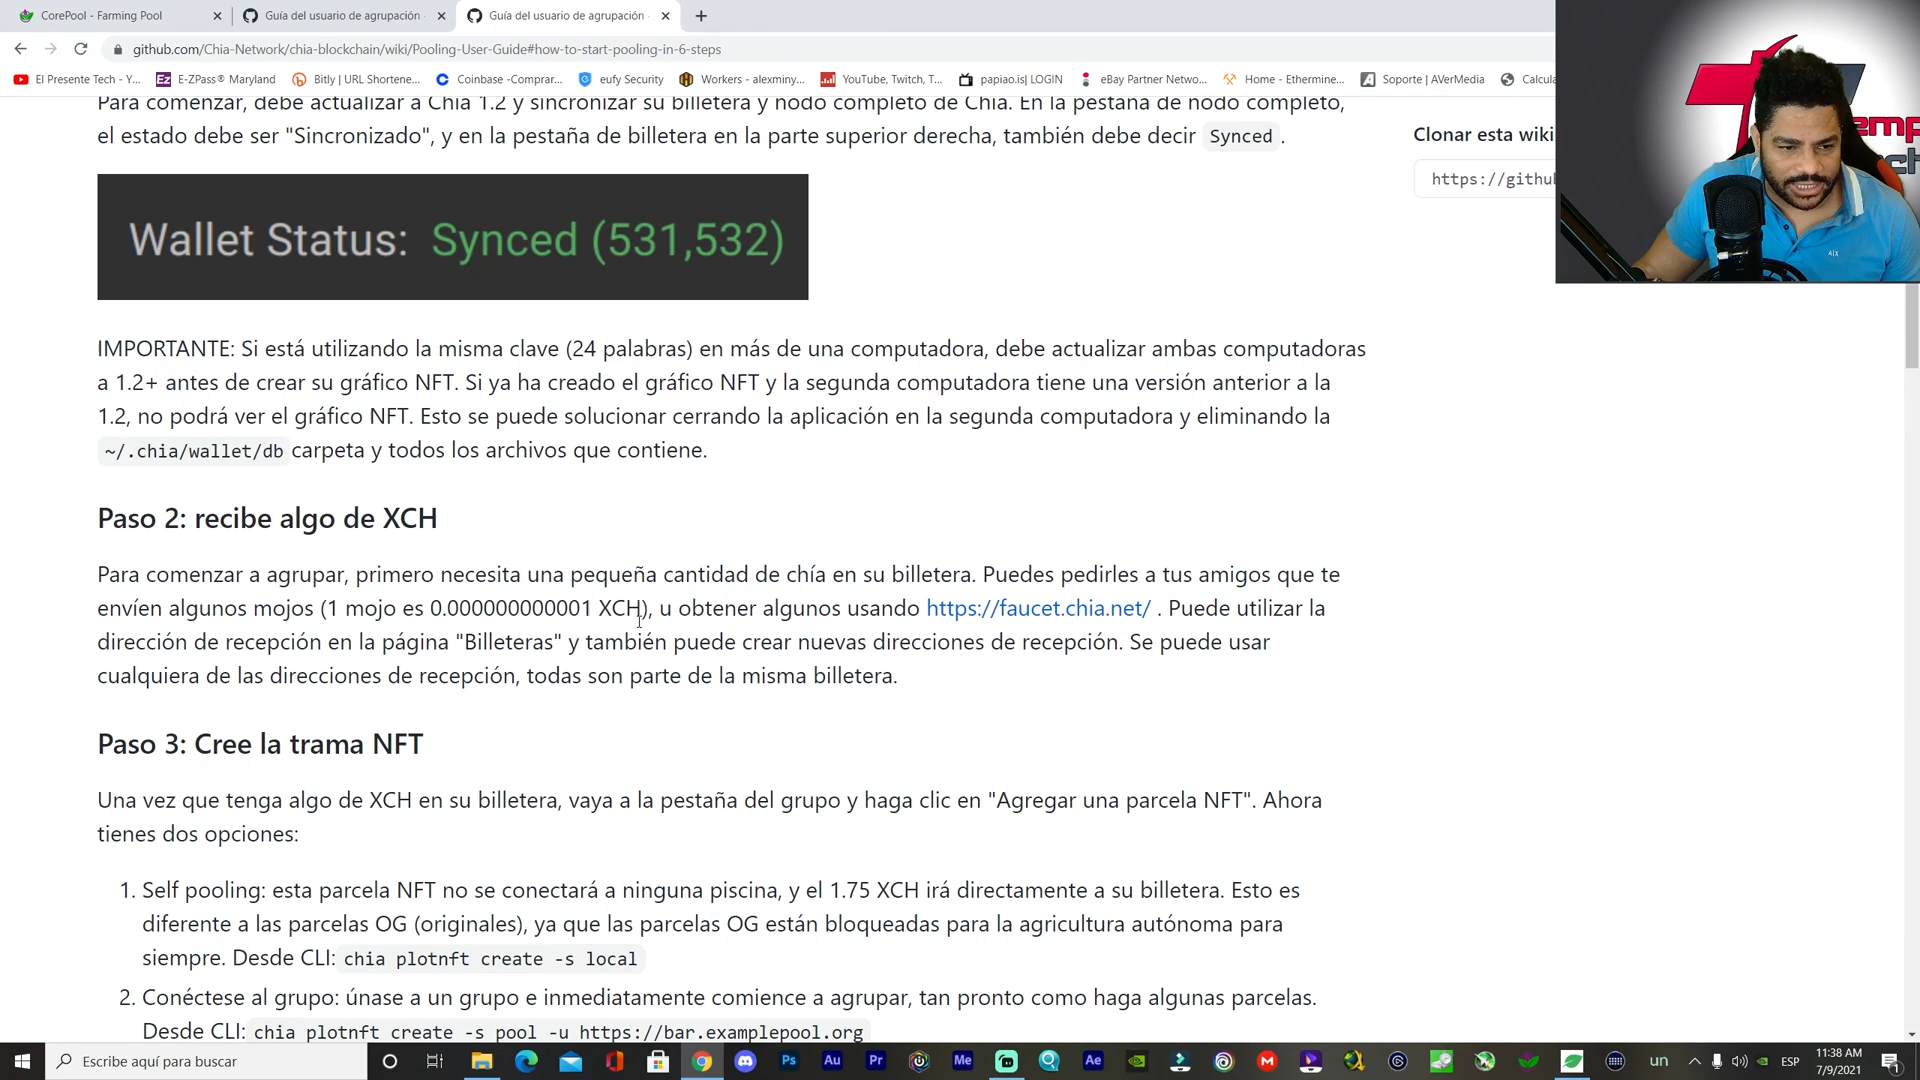 CorePool - Farming Pool
Guía del usuario de agrupación
Guía del usuario de agrupación
github.com/Chia-Network/chia-blockchain/wiki/Pooling-User-Guide#how-to-start-pooling-in-6-steps
El Presente Tech - Y... E-ZPass® Maryland Bitly | URL Shortene... Coinbase -Comprar... eufy Security Workers - alexminy... YouTube, Twitch, T... papiao.is| LOGIN eBay Partner Netwo... Home - Ethermine... Soporte | AVerMedia Calcula
Para comenzar, debe actualizar a Chia 1.2 y sincronizar su billetera y nodo completo de Chia. En la pestaña de nodo completo,
el estado debe ser "Sincronizado", y en la pestaña de billetera en la parte superior derecha, también debe decir Synced .
Clonar esta wiki
https://github
Wallet Status: Synced (531,532)
IMPORTANTE: Si está utilizando la misma clave (24 palabras) en más de una computadora, debe actualizar ambas computadoras
a 1.2+ antes de crear su gráfico NFT. Si ya ha creado el gráfico NFT y la segunda computadora tiene una versión anterior a la
1.2, no podrá ver el gráfico NFT. Esto se puede solucionar cerrando la aplicación en la segunda computadora y eliminando la
~/.chia/wallet/db carpeta y todos los archivos que contiene.
Paso 2: recibe algo de XCH
Para comenzar a agrupar, primero necesita una pequeña cantidad de chía en su billetera. Puedes pedirles a tus amigos que te
envíen algunos mojos (1 mojo es 0.000000000001 XCH), u obtener algunos usando https://faucet.chia.net/ . Puede utilizar la
dirección de recepción en la página "Billeteras" y también puede crear nuevas direcciones de recepción. Se puede usar
cualquiera de las direcciones de recepción, todas son parte de la misma billetera.
Paso 3: Cree la trama NFT
Una vez que tenga algo de XCH en su billetera, vaya a la pestaña del grupo y haga clic en "Agregar una parcela NFT". Ahora
tienes dos opciones:
1. Self pooling: esta parcela NFT no se conectará a ninguna piscina, y el 1.75 XCH irá directamente a su billetera. Esto es
diferente a las parcelas OG (originales), ya que las parcelas OG están bloqueadas para la agricultura autónoma para
siempre. Desde CLI: chia plotnft create -s local
2. Conéctese al grupo: únase a un grupo e inmediatamente comience a agrupar, tan pronto como haga algunas parcelas.
Desde CLI: chia plotnft create -s pool -u https://bar.examplepool.org
Escribe aquí para buscar
Ps Au Pr Me Ae
un
ESP
11:38 AM
7/9/2021